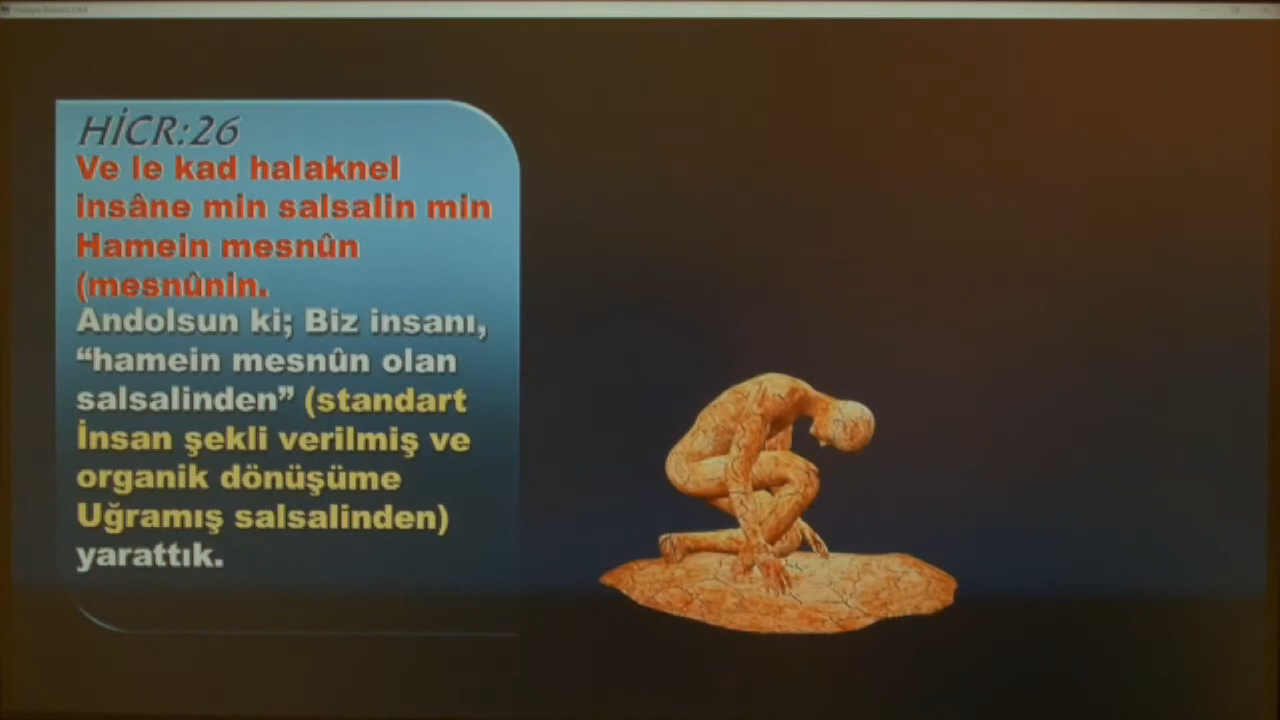 HİCR:26
Ve le kad halaknel
insâne min salsalin min
Hamein mesnûn
(mesnûnin.
Andolsun ki; Biz insanı,
“hamein mesnûn olan
salsalinden” (standart
İnsan şekli verilmiş ve
organik dönüşüme
Uğramış salsalinden)
yarattık.